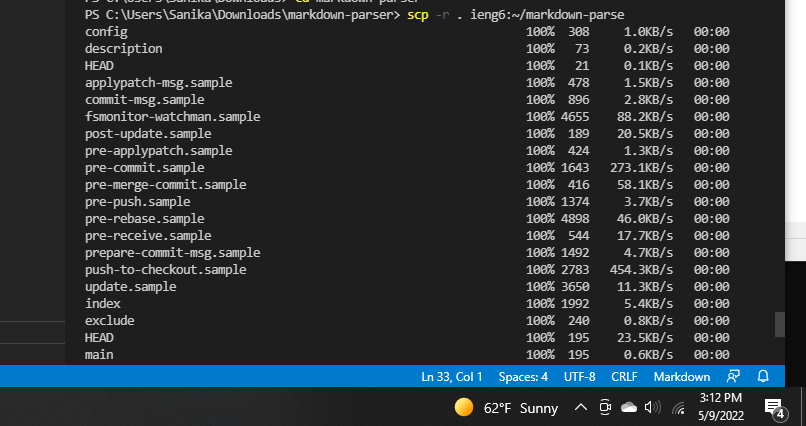 PS C:\Users\Sanika\Downloads\markdown-parser> scp -r . ieng6:~/markdown-parse
config 100% 308 1.0KB/s 00:00
description 100% 73 0.2KB/s 00:00
HEAD 100% 21 0.1KB/s 00:00
applypatch-msg.sample 100% 478 1.5KB/s 00:00
commit-msg.sample 100% 896 2.8KB/s 00:00
fsmonitor-watchman.sample 100% 4655 88.2KB/s 00:00
post-update.sample 100% 189 20.5KB/s 00:00
pre-applypatch.sample 100% 424 1.3KB/s 00:00
pre-commit.sample 100% 1643 273.1KB/s 00:00
pre-merge-commit.sample 100% 416 58.1KB/s 00:00
pre-push.sample 100% 1374 3.7KB/s 00:00
pre-rebase.sample 100% 4898 46.0KB/s 00:00
pre-receive.sample 100% 544 17.7KB/s 00:00
prepare-commit-msg.sample 100% 1492 4.7KB/s 00:00
push-to-checkout.sample 100% 2783 454.3KB/s 00:00
update.sample 100% 3650 11.3KB/s 00:00
index 100% 1992 5.4KB/s 00:00
exclude 100% 240 0.8KB/s 00:00
HEAD 100% 195 23.5KB/s 00:00
main 100% 195 0.6KB/s 00:00
Ln 33, Col 1 Spaces: 4 UTF-8 CRLF Markdown
62°F Sunny 3:12 PM
5/9/2022 4